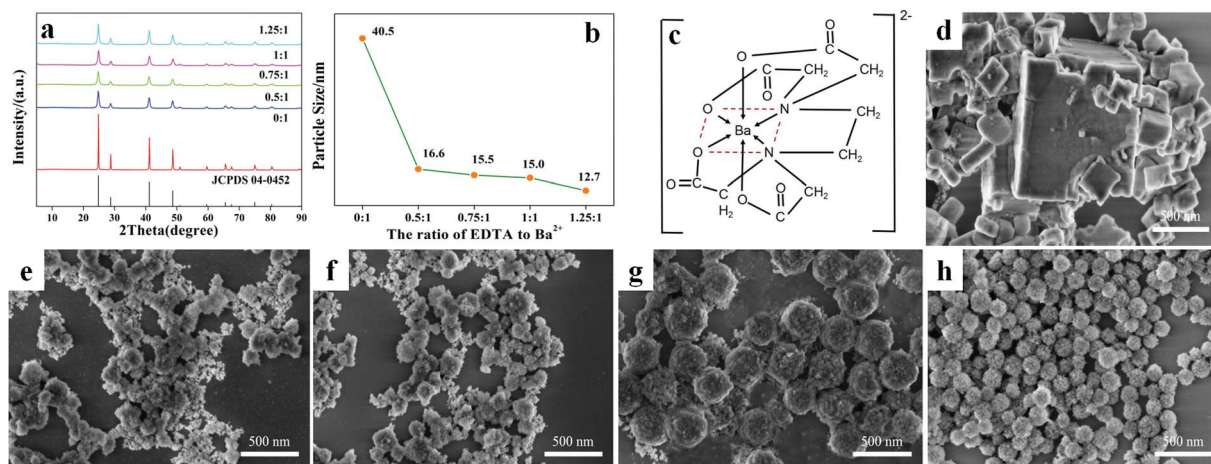 a
1.25:1
1:1
0.75:1
0.5:1
0:1
JCPDS 04-0452
Intensity/(a.u.)
10 20 30 40 50 60 70 80 90
2Theta(degree)
b
40.5
16.6
15.5
15.0
12.7
Particle Size/nm
0:1 0.5:1 0.75:1 1:1 1.25:1
The ratio of EDTA to Ba2+
c
2-
O
O C
O C CH2
O
O N CH2
Ba
O N CH2
O C CH2
C O
H2
O C
d
500 nm
e
500 nm
f
500 nm
g
500 nm
h
500 nm